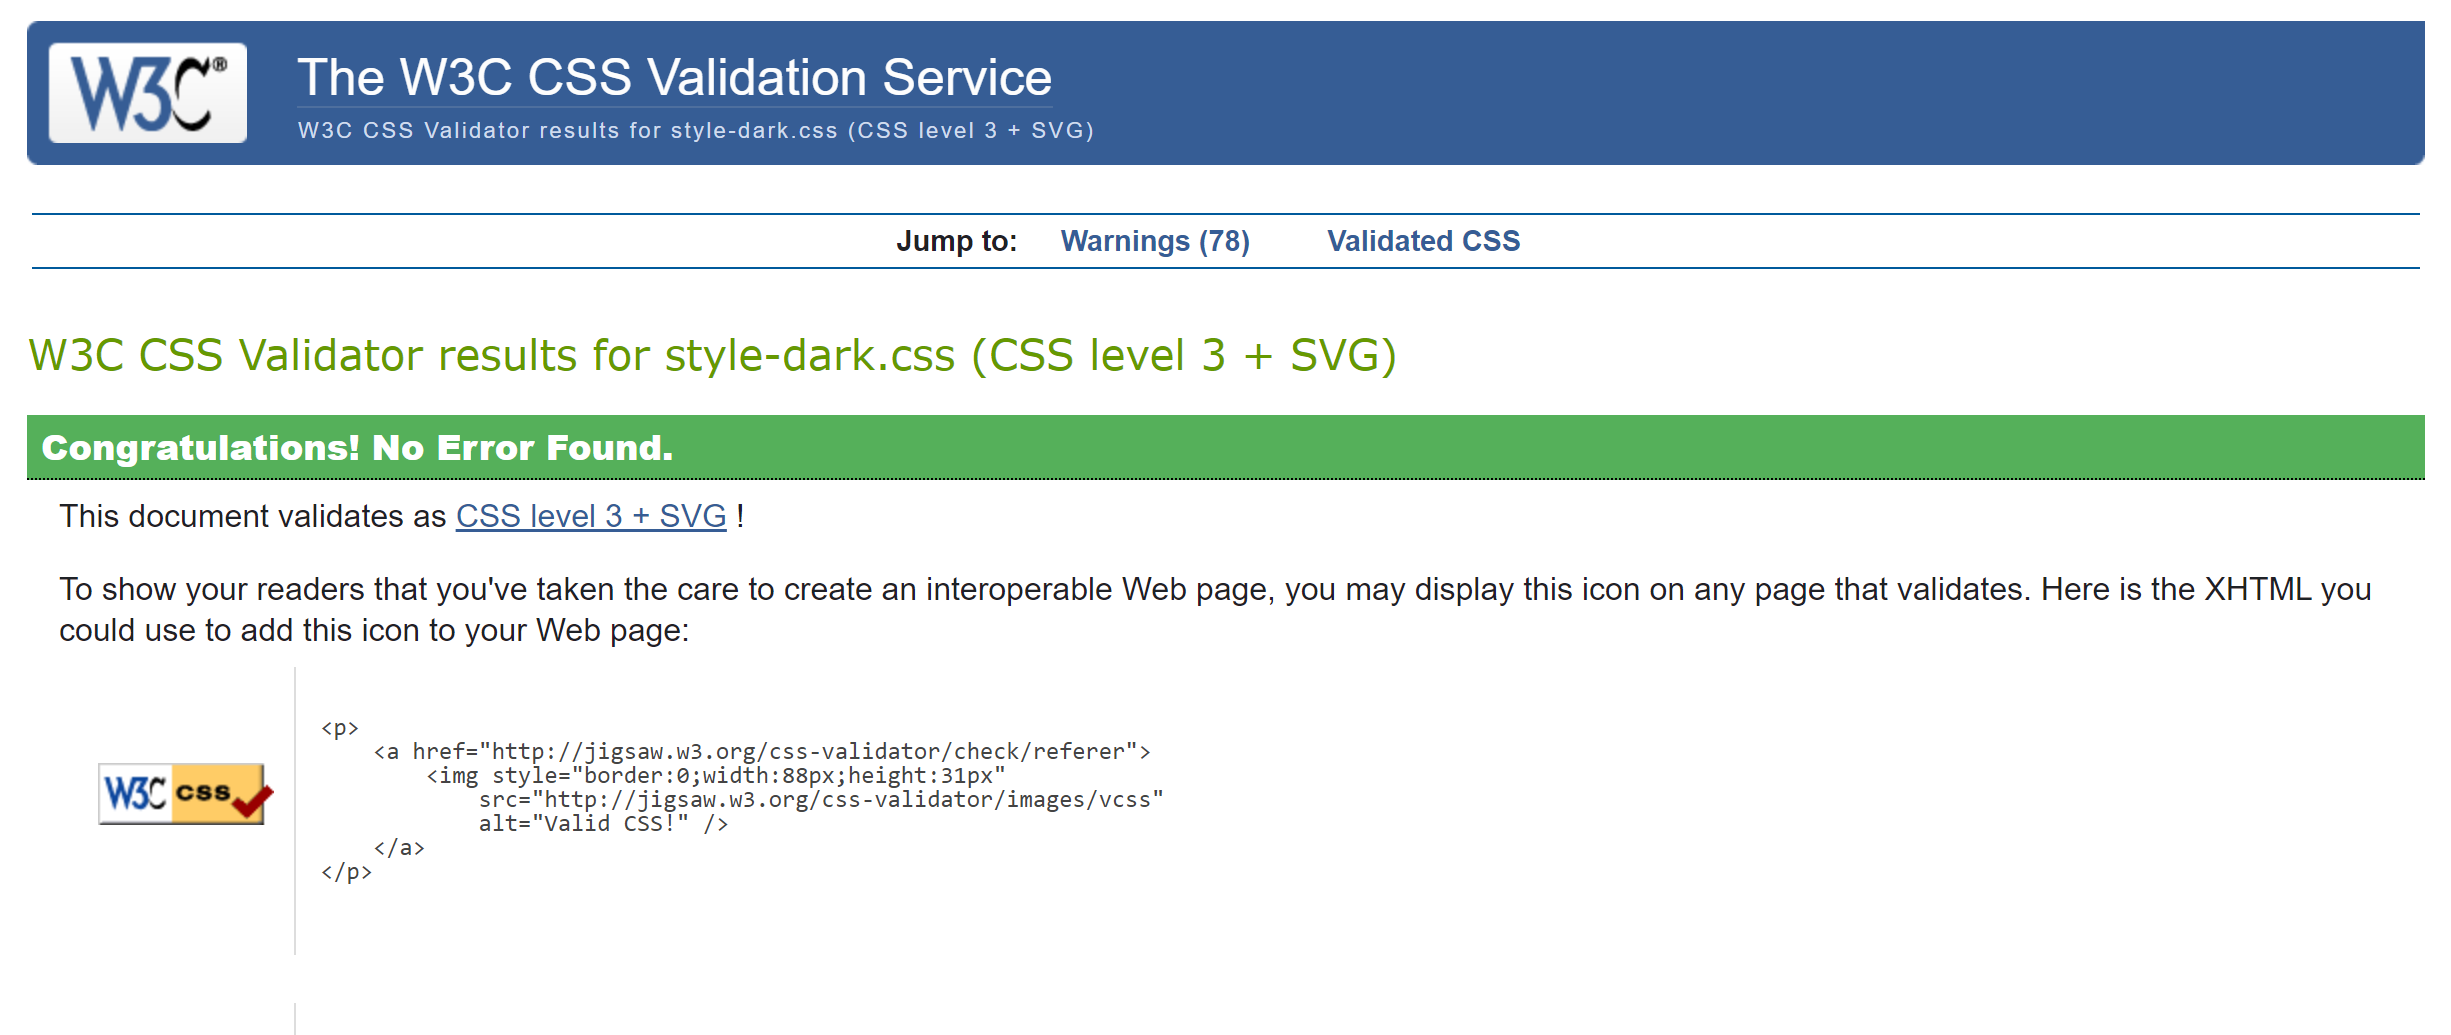 W3C®
The W3C CSS Validation Service
W3C CSS Validator results for style-dark.css (CSS level 3 + SVG)
Jump to: Warnings (78) Validated CSS
W3C CSS Validator results for style-dark.css (CSS level 3 + SVG)
Congratulations! No Error Found.
This document validates as CSS level 3 + SVG !
To show your readers that you've taken the care to create an interoperable Web page, you may display this icon on any page that validates. Here is the XHTML you
could use to add this icon to your Web page:
W3C css
<p>
    <a href="http://jigsaw.w3.org/css-validator/check/referer">
        <img style="border:0;width:88px;height:31px"
            src="http://jigsaw.w3.org/css-validator/images/vcss"
            alt="Valid CSS!" />
    </a>
</p>